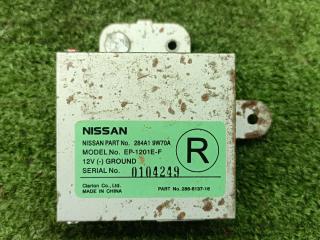 NISSAN
NISSAN PART No. 284A1 9W70A
MODEL No. EP-1201E-F
12V (-) GROUND
SERIAL No. 0104249
R
Clarion Co., Ltd.
MADE IN CHINA
PART No. 286-8137-16